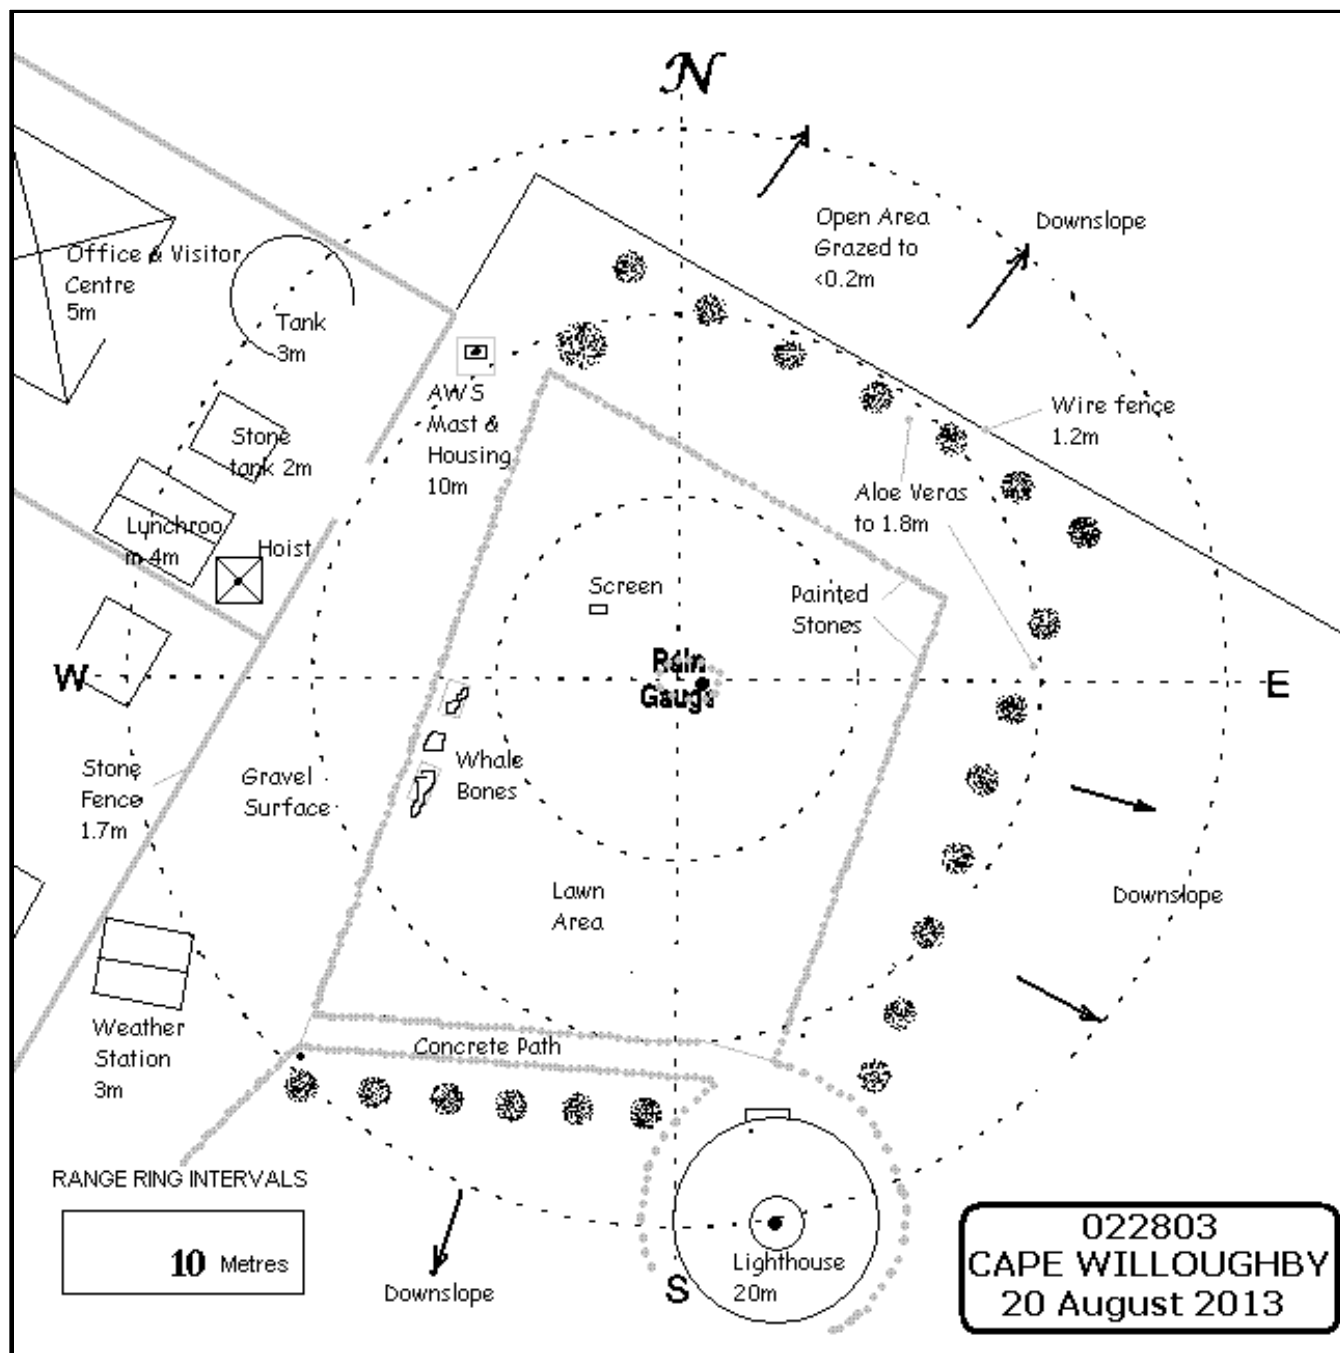 N
Open Area
Grazed to
<0.2m
Downslope
Office & Visitor
Centre
5m
Tank
3m
AWS
Mast &
Housing
10m
Wire fence
1.2m
Stone
tank 2m
Aloe Veras
to 1.8m
Lunchroo
m 4m
Hoist
Screen
Painted
Stones
Rain
Gauge
W
E
Stone
Fence
1.7m
Gravel
Surface
Whale
Bones
Lawn
Area
Downslope
Weather
Station
3m
Concrete Path
RANGE RING INTERVALS
10 Metres
Downslope
S
Lighthouse
20m
022803
CAPE WILLOUGHBY
20 August 2013